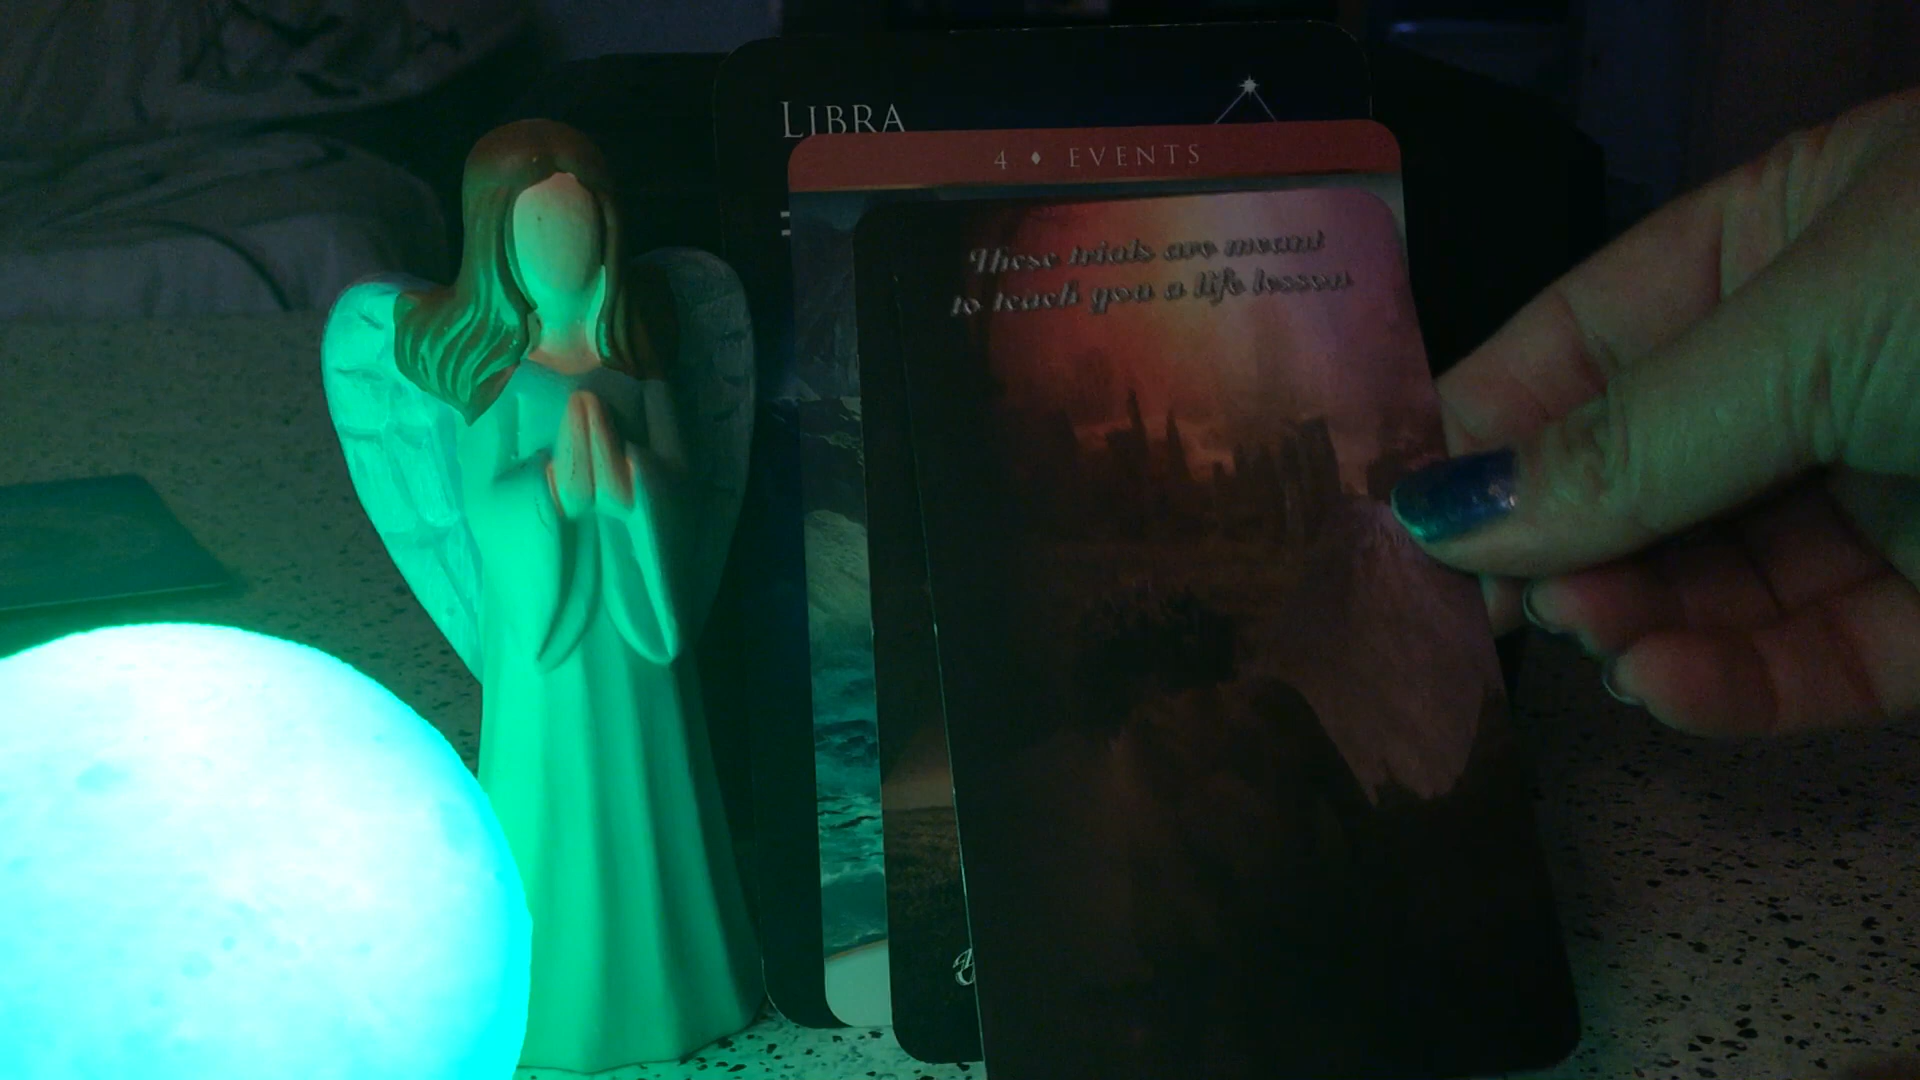 LIBRA
4 ♦ EVENTS
These trials are meant
to teach you a life lesson